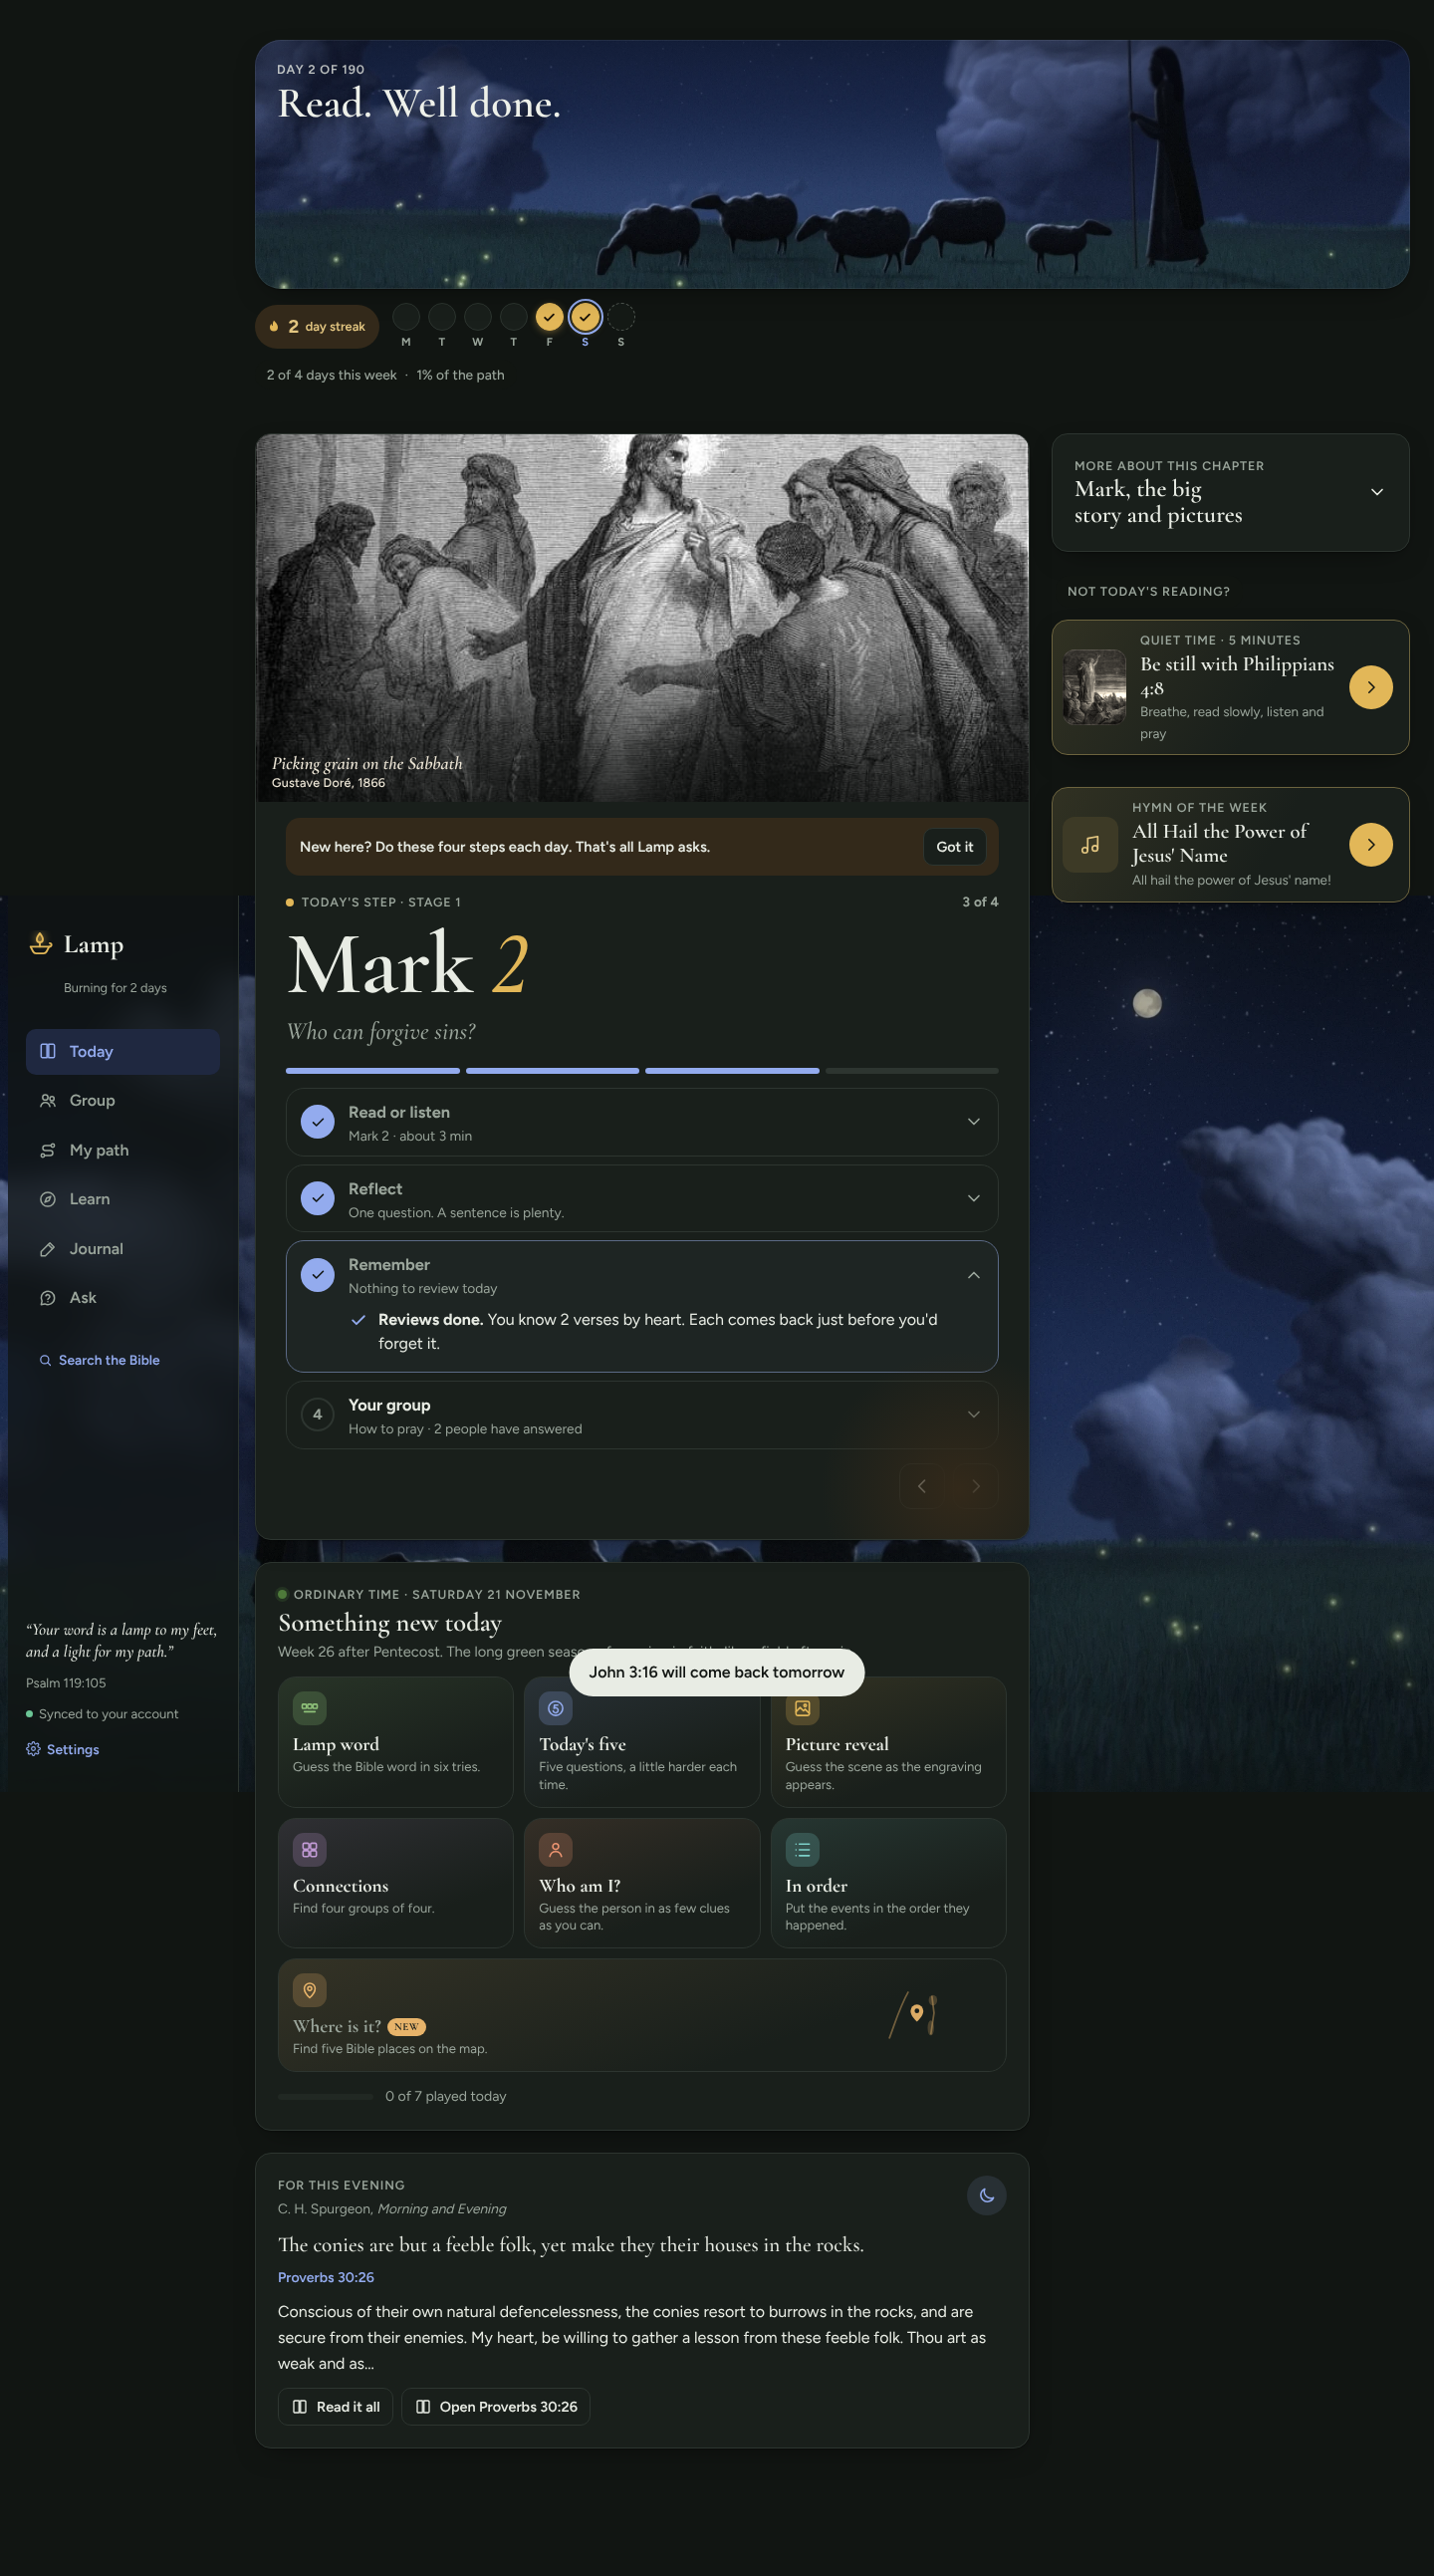 DAY 2 OF 190
Read. Well done.
2 day streak
M T W T F S S
2 of 4 days this week · 1% of the path
Picking grain on the Sabbath
Gustave Doré, 1866
New here? Do these four steps each day. That's all Lamp asks.
Got it
TODAY'S STEP · STAGE 1
3 of 4
Mark 2
Who can forgive sins?
Read or listen
Mark 2 · about 3 min
Reflect
One question. A sentence is plenty.
Remember
Nothing to review today
Reviews done. You know 2 verses by heart. Each comes back just before you'd
forget it.
4
Your group
How to pray · 2 people have answered
MORE ABOUT THIS CHAPTER
Mark, the big
story and pictures
NOT TODAY'S READING?
QUIET TIME · 5 MINUTES
Be still with Philippians
4:8
Breathe, read slowly, listen and
pray
HYMN OF THE WEEK
All Hail the Power of
Jesus' Name
All hail the power of Jesus' name!
Lamp
Burning for 2 days
Today
Group
My path
Learn
Journal
Ask
Search the Bible
“Your word is a lamp to my feet,
and a light for my path.”
Psalm 119:105
Synced to your account
Settings
ORDINARY TIME · SATURDAY 21 NOVEMBER
Something new today
Week 26 after Pentecost. The long green
John 3:16 will come back tomorrow
Lamp word
Guess the Bible word in six tries.
Today's five
Five questions, a little harder each
time.
Picture reveal
Guess the scene as the engraving
appears.
Connections
Find four groups of four.
Who am I?
Guess the person in as few clues
as you can.
In order
Put the events in the order they
happened.
Where is it? NEW
Find five Bible places on the map.
0 of 7 played today
FOR THIS EVENING
C. H. Spurgeon, Morning and Evening
The conies are but a feeble folk, yet make they their houses in the rocks.
Proverbs 30:26
Conscious of their own natural defencelessness, the conies resort to burrows in the rocks, and are
secure from their enemies. My heart, be willing to gather a lesson from these feeble folk. Thou art as
weak and as…
Read it all
Open Proverbs 30:26